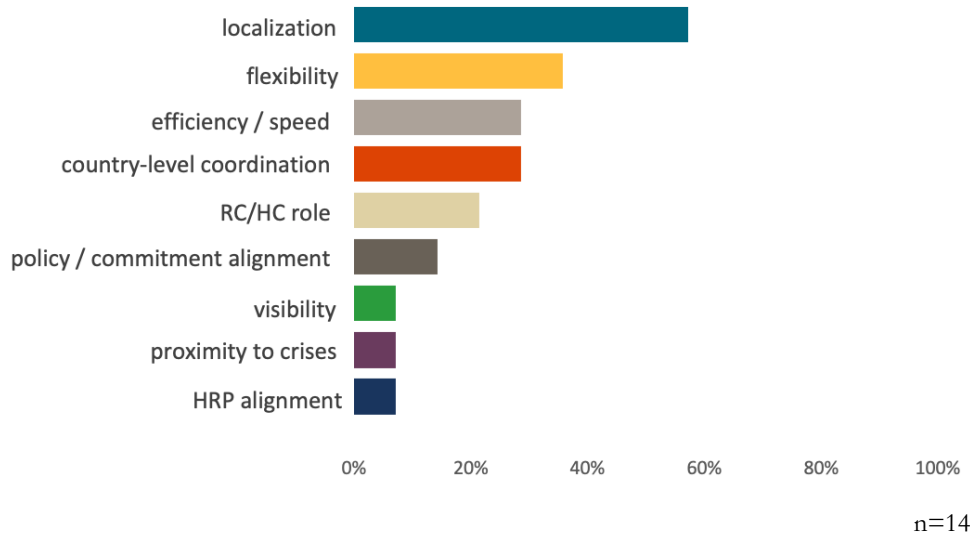 localization
flexibility
efficiency / speed
country-level coordination
RC/HC role
policy / commitment alignment
visibility
proximity to crises
HRP alignment
0% 20% 40% 60% 80% 100%
n=14